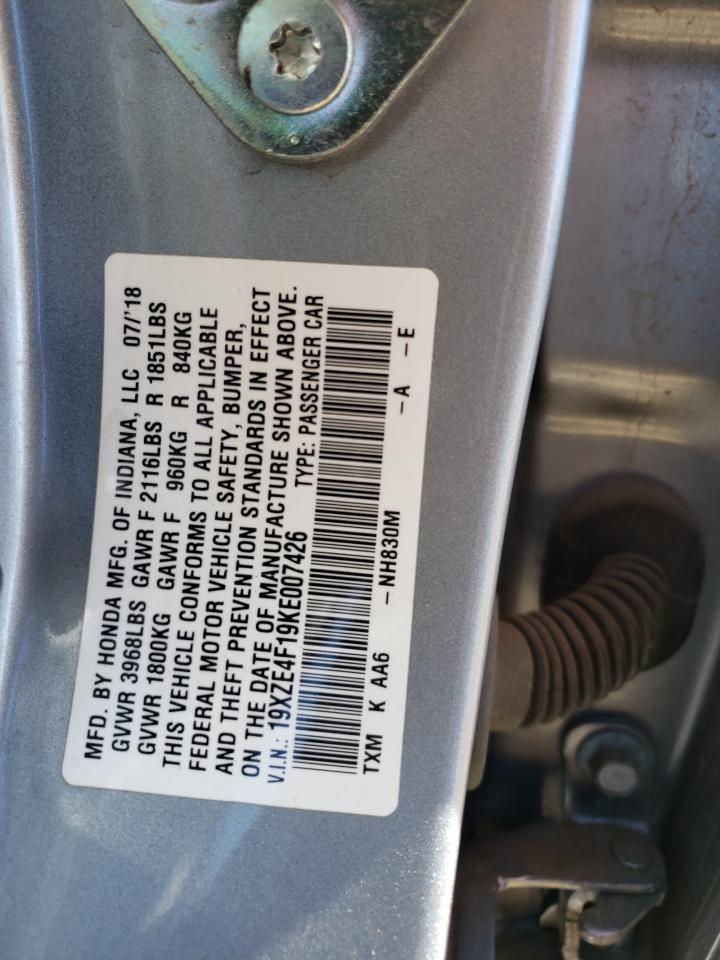 MFD. BY HONDA MFG. OF INDIANA, LLC 07/'18
GVWR 3968LBS GAWR F 2116LBS R 1851LBS
GVWR 1800KG GAWR F 960KG R 840KG
THIS VEHICLE CONFORMS TO ALL APPLICABLE
FEDERAL MOTOR VEHICLE SAFETY, BUMPER,
AND THEFT PREVENTION STANDARDS IN EFFECT
ON THE DATE OF MANUFACTURE SHOWN ABOVE.
V.I.N.: 19XZE4F19KE007426 TYPE: PASSENGER CAR
TXM K AA6 -NH830M -A -E